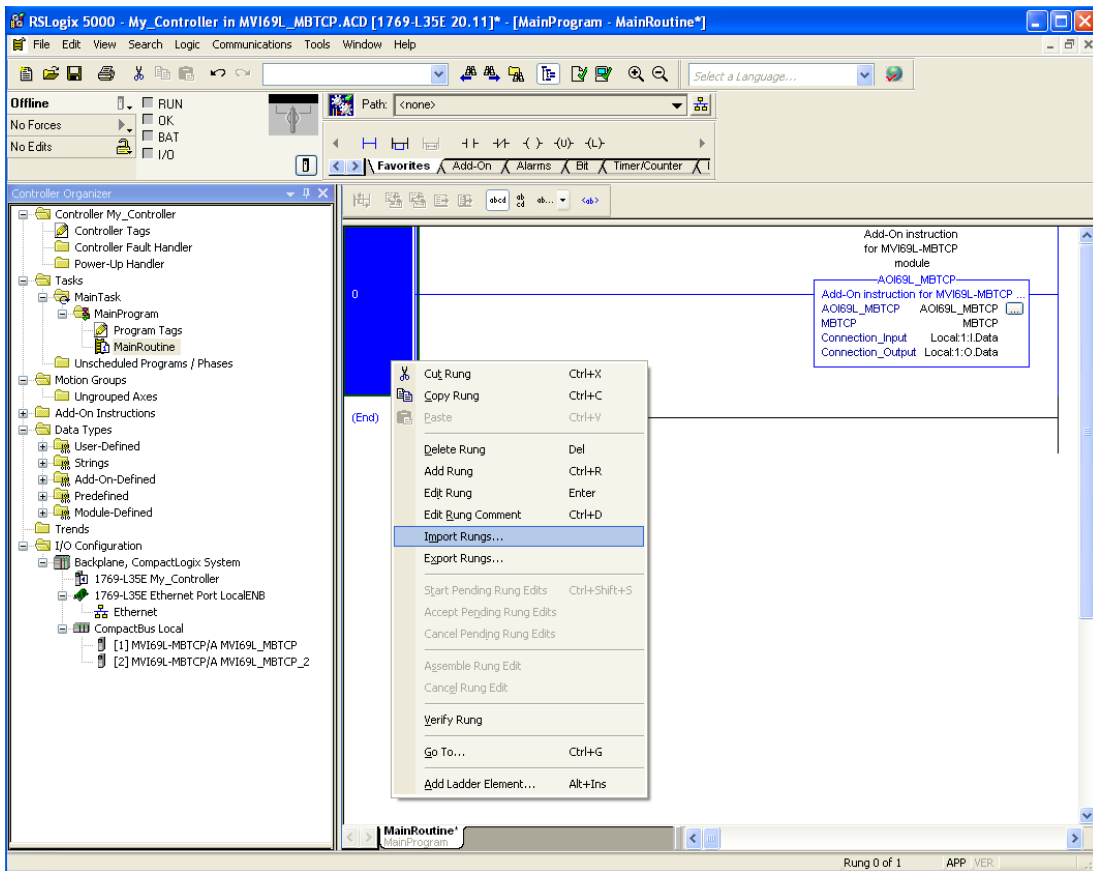 RSLogix 5000 - My_Controller in MVI69L_MBTCP.ACD [1769-L35E 20.11]* - [MainProgram - MainRoutine*]
File Edit View Search Logic Communications Tools Window Help
Select a Language...
Offline
RUN
No Forces
OK
BAT
No Edits
I/O
Path: <none>
-(U)- -(L)-
Favorites Add-On Alarms Bit Timer/Counter
Controller Organizer
abcd ab cd ab... <ab>
Controller My_Controller
Controller Tags
Controller Fault Handler
Power-Up Handler
Tasks
MainTask
MainProgram
Program Tags
MainRoutine
Unscheduled Programs / Phases
Motion Groups
Ungrouped Axes
Add-On Instructions
Data Types
User-Defined
Strings
Add-On-Defined
Predefined
Module-Defined
Trends
I/O Configuration
Backplane, CompactLogix System
1769-L35E My_Controller
1769-L35E Ethernet Port LocalENB
Ethernet
CompactBus Local
[1] MVI69L-MBTCP/A MVI69L_MBTCP
[2] MVI69L-MBTCP/A MVI69L_MBTCP_2
0
(End)
Add-On instruction
for MVI69L-MBTCP
module
AOI69L_MBTCP
Add-On instruction for MVI69L-MBTCP ...
AOI69L_MBTCP AOI69L_MBTCP ...
MBTCP MBTCP
Connection_Input Local:1:I.Data
Connection_Output Local:1:O.Data
Cut Rung Ctrl+X
Copy Rung Ctrl+C
Paste Ctrl+V
Delete Rung Del
Add Rung Ctrl+R
Edit Rung Enter
Edit Rung Comment Ctrl+D
Import Rungs...
Export Rungs...
Start Pending Rung Edits Ctrl+Shift+S
Accept Pending Rung Edits
Cancel Pending Rung Edits
Assemble Rung Edit
Cancel Rung Edit
Verify Rung
Go To... Ctrl+G
Add Ladder Element... Alt+Ins
MainRoutine*
MainProgram
Rung 0 of 1 APP VER